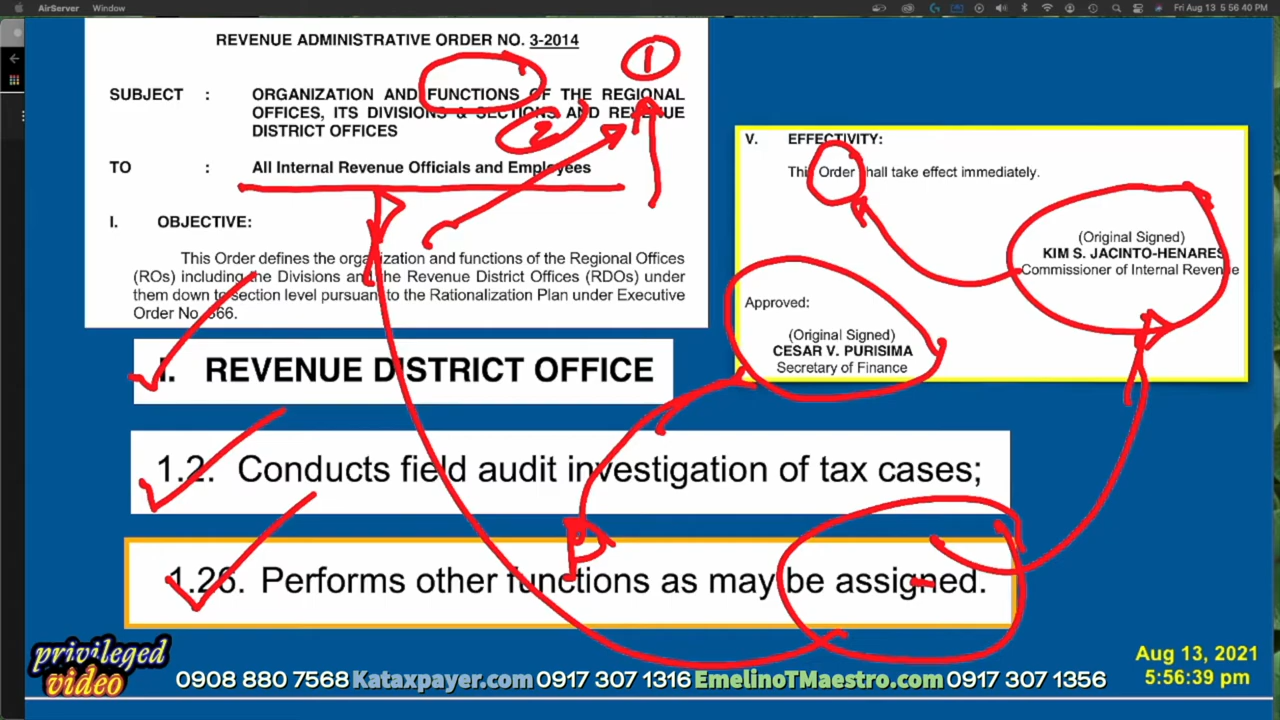 AirServer Window Fri Aug 13 5:56:40 PM
REVENUE ADMINISTRATIVE ORDER NO. 3-2014
SUBJECT : ORGANIZATION AND FUNCTIONS OF THE REGIONAL
OFFICES, ITS DIVISIONS & SECTIONS AND REVENUE
DISTRICT OFFICES
TO : All Internal Revenue Officials and Employees
I. OBJECTIVE:
This Order defines the organization and functions of the Regional Offices
(ROs) including the Divisions and the Revenue District Offices (RDOs) under
them down to section level pursuant to the Rationalization Plan under Executive
Order No. 366.
1
2
V. EFFECTIVITY:
This Order shall take effect immediately.
(Original Signed)
KIM S. JACINTO-HENARES
Commissioner of Internal Revenue
Approved:
(Original Signed)
CESAR V. PURISIMA
Secretary of Finance
I. REVENUE DISTRICT OFFICE
1.2. Conducts field audit investigation of tax cases;
1.26. Performs other functions as may be assigned.
privileged
video
0908 880 7568 Kataxpayer.com 0917 307 1316 EmelinoTMaestro.com 0917 307 1356
Aug 13, 2021
5:56:39 pm